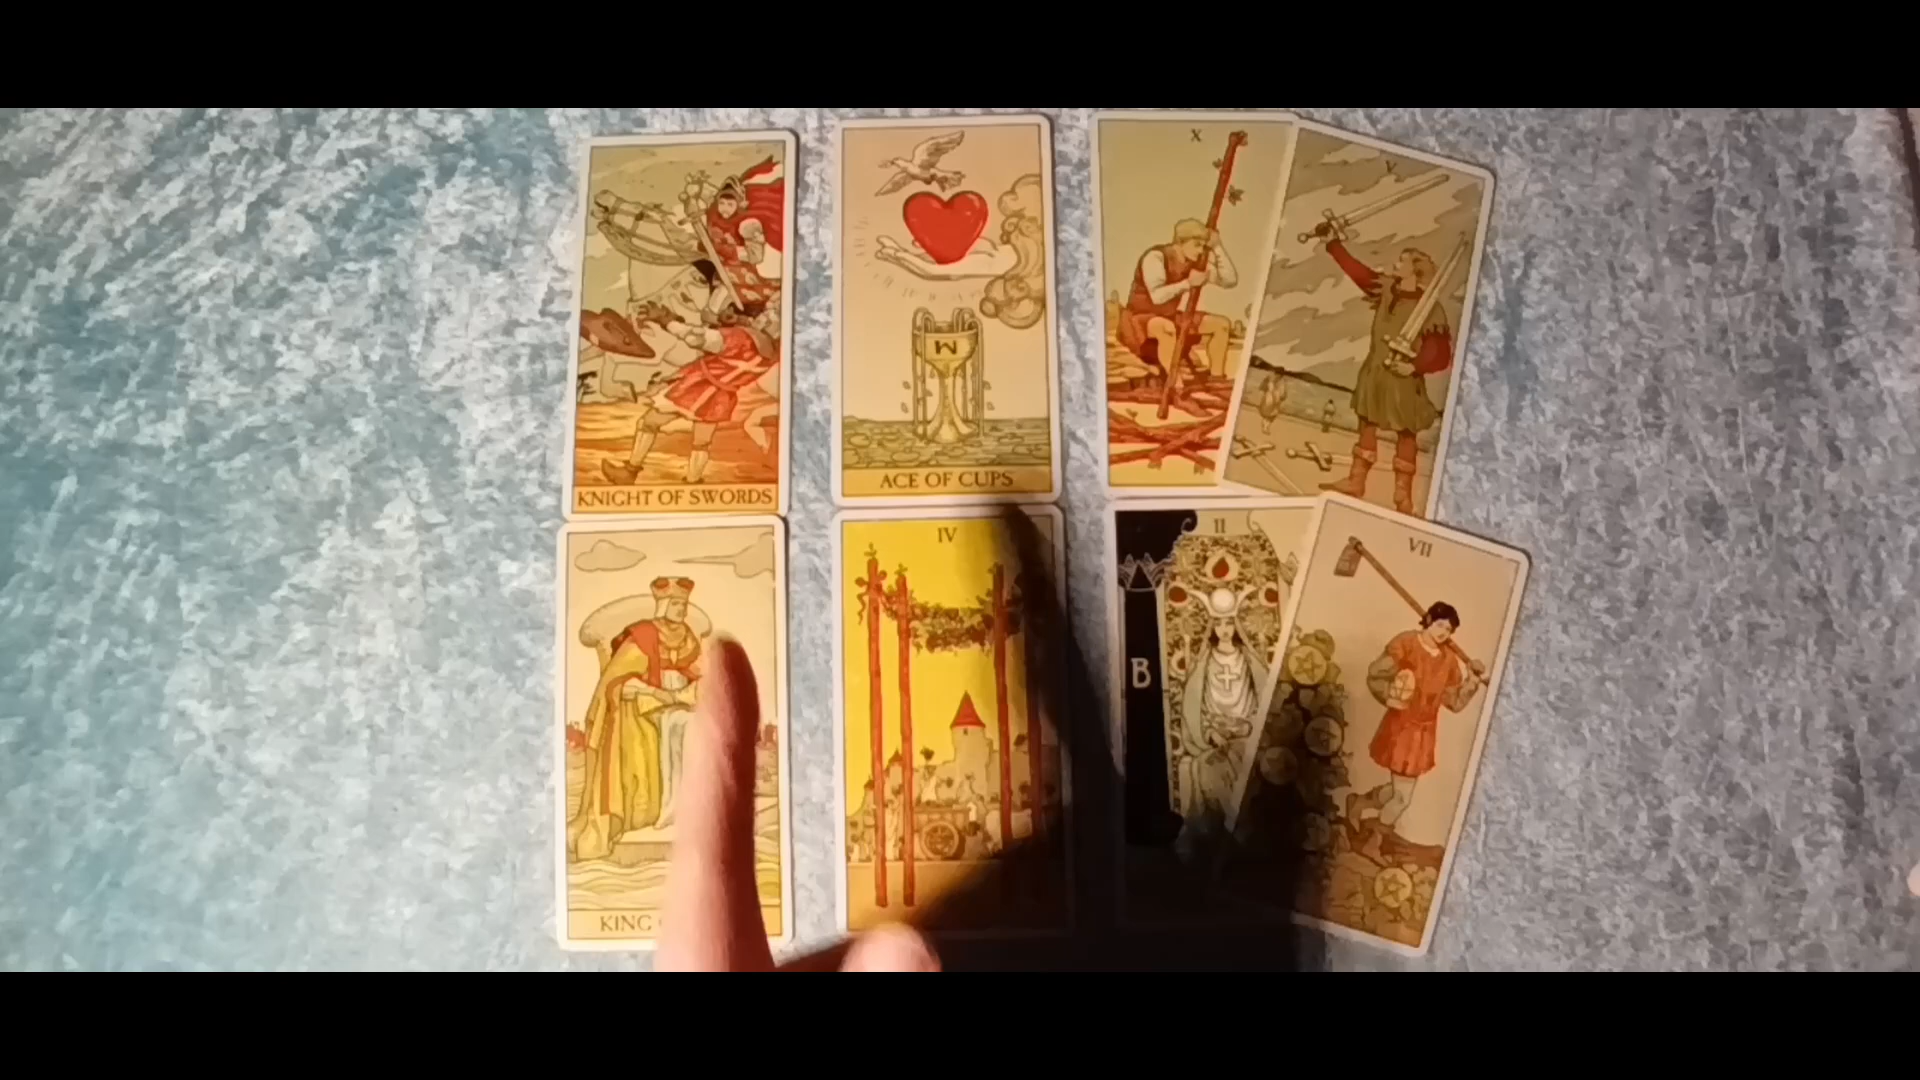 X
V
M
KNIGHT OF SWORDS
ACE OF CUPS
IV
II
VII
B
KING